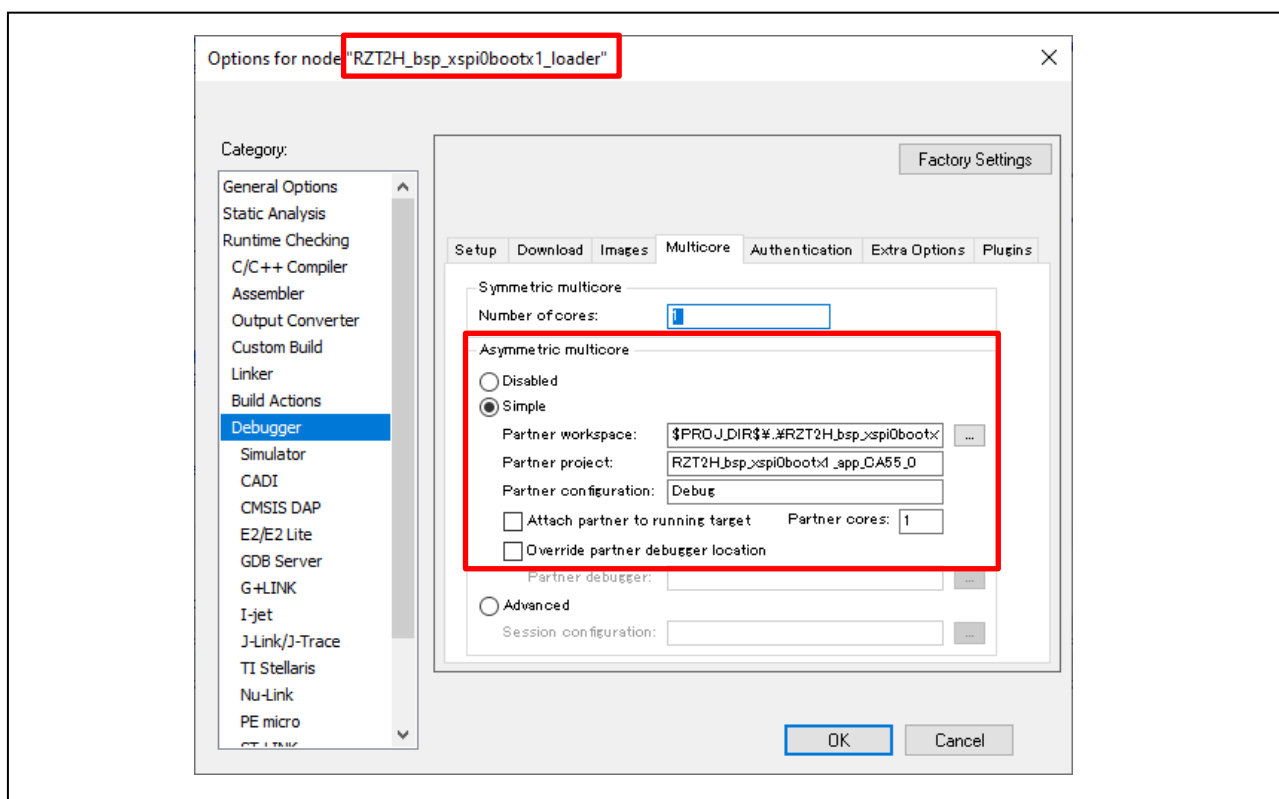 Options for node "RZT2H_bsp_xspi0bootx1_loader"
Category:
Factory Settings
General Options
Static Analysis
Runtime Checking
C/C++ Compiler
Assembler
Output Converter
Custom Build
Linker
Build Actions
Debugger
Simulator
CADI
CMSIS DAP
E2/E2 Lite
GDB Server
G+LINK
I-jet
J-Link/J-Trace
TI Stellaris
Nu-Link
PE micro
ST-LINK
Setup Download Images Multicore Authentication Extra Options Plugins
Symmetric multicore
Number of cores: 1
Asymmetric multicore
Disabled
Simple
Partner workspace: $PROJ_DIR$¥..¥RZT2H_bsp_xspi0bootx ...
Partner project: RZT2H_bsp_xspi0bootx1_app_CA55_0
Partner configuration: Debug
Attach partner to running target Partner cores: 1
Override partner debugger location
Partner debugger: ...
Advanced
Session configuration: ...
OK Cancel